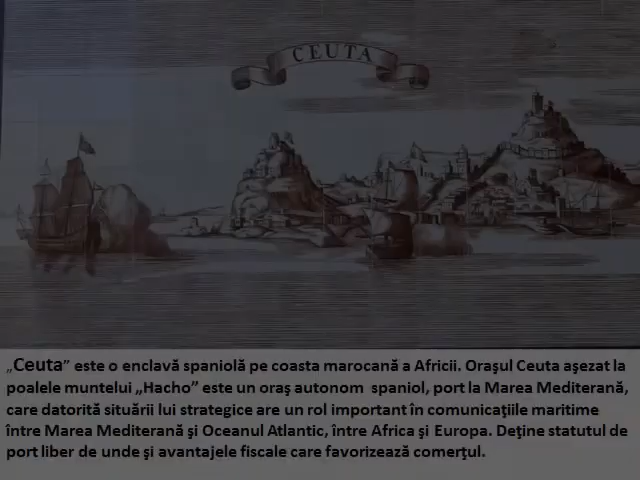 CEUTA
„Ceuta” este o enclavă spaniolă pe coasta marocană a Africii. Oraşul Ceuta aşezat la
poalele muntelui „Hacho” este un oraş autonom spaniol, port la Marea Mediterană,
care datorită situării lui strategice are un rol important în comunicaţiile maritime
între Marea Mediterană şi Oceanul Atlantic, între Africa şi Europa. Deţine statutul de
port liber de unde şi avantajele fiscale care favorizează comerţul.